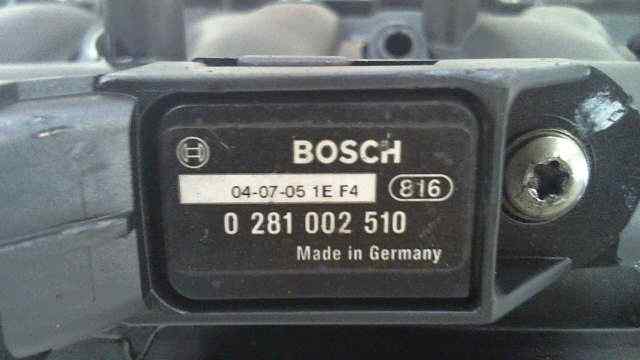 BOSCH
04-07-05 1E F4 816
0 281 002 510
Made in Germany